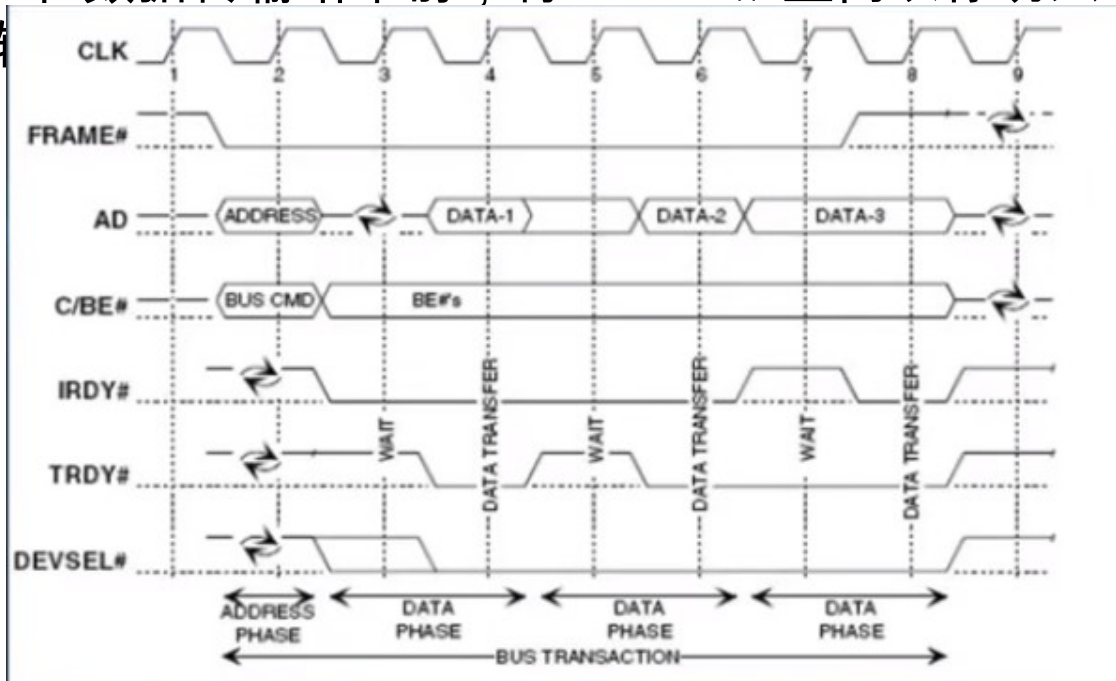 CLK
1 2 3 4 5 6 7 8 9
FRAME#
AD ADDRESS DATA-1 DATA-2 DATA-3
C/BE# BUS CMD BE#'s
IRDY#
WAIT DATA TRANSFER WAIT DATA TRANSFER WAIT DATA TRANSFER
TRDY#
DEVSEL#
ADDRESS PHASE
DATA PHASE
DATA PHASE
DATA PHASE
BUS TRANSACTION